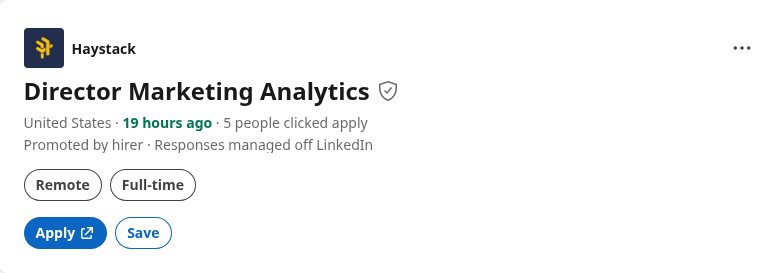 Haystack
Director Marketing Analytics
United States · 19 hours ago · 5 people clicked apply
Promoted by hirer · Responses managed off LinkedIn
Remote
Full-time
Apply
Save